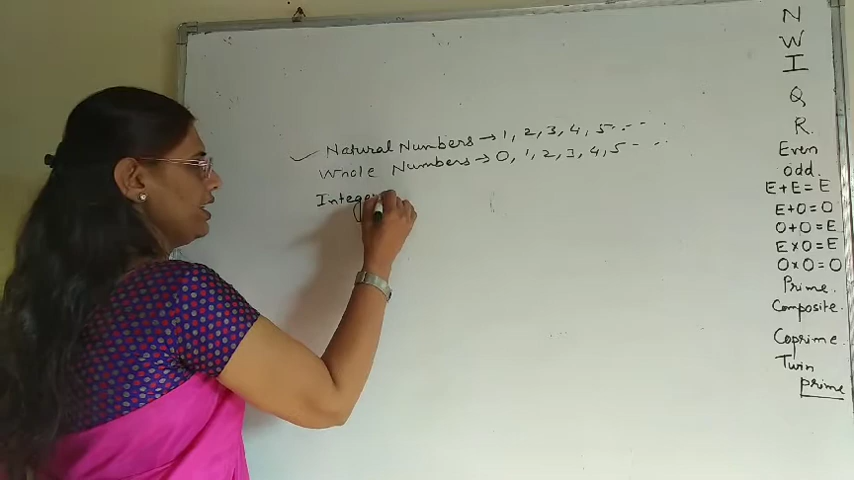 Natural Numbers → 1, 2, 3, 4, 5 . . - - .
Whole Numbers → 0, 1, 2, 3, 4, 5 - . .
Integer
N
W
I
Q
R.
Even
odd.
E + E = E
E + O = O
O + O = E
E × O = E
O × O = O
Prime.
Composite.
Coprime.
Twin
prime